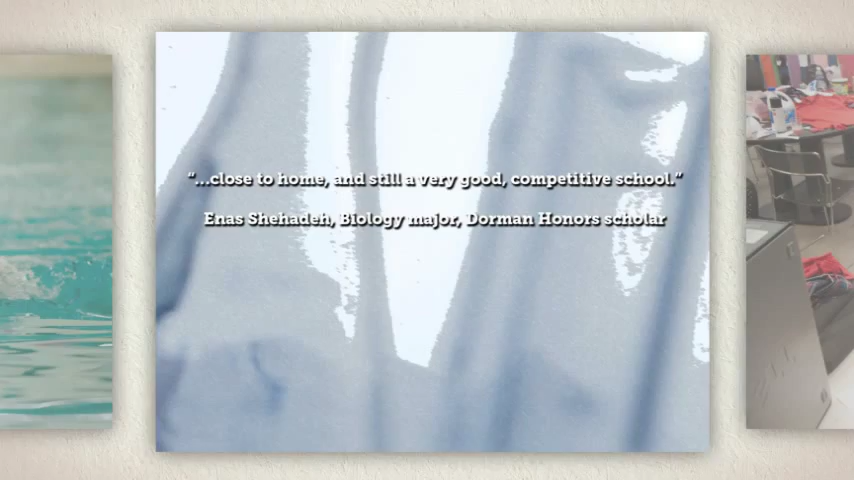 “...close to home, and still a very good, competitive school.”
Enas Shehadeh, Biology major, Dorman Honors scholar